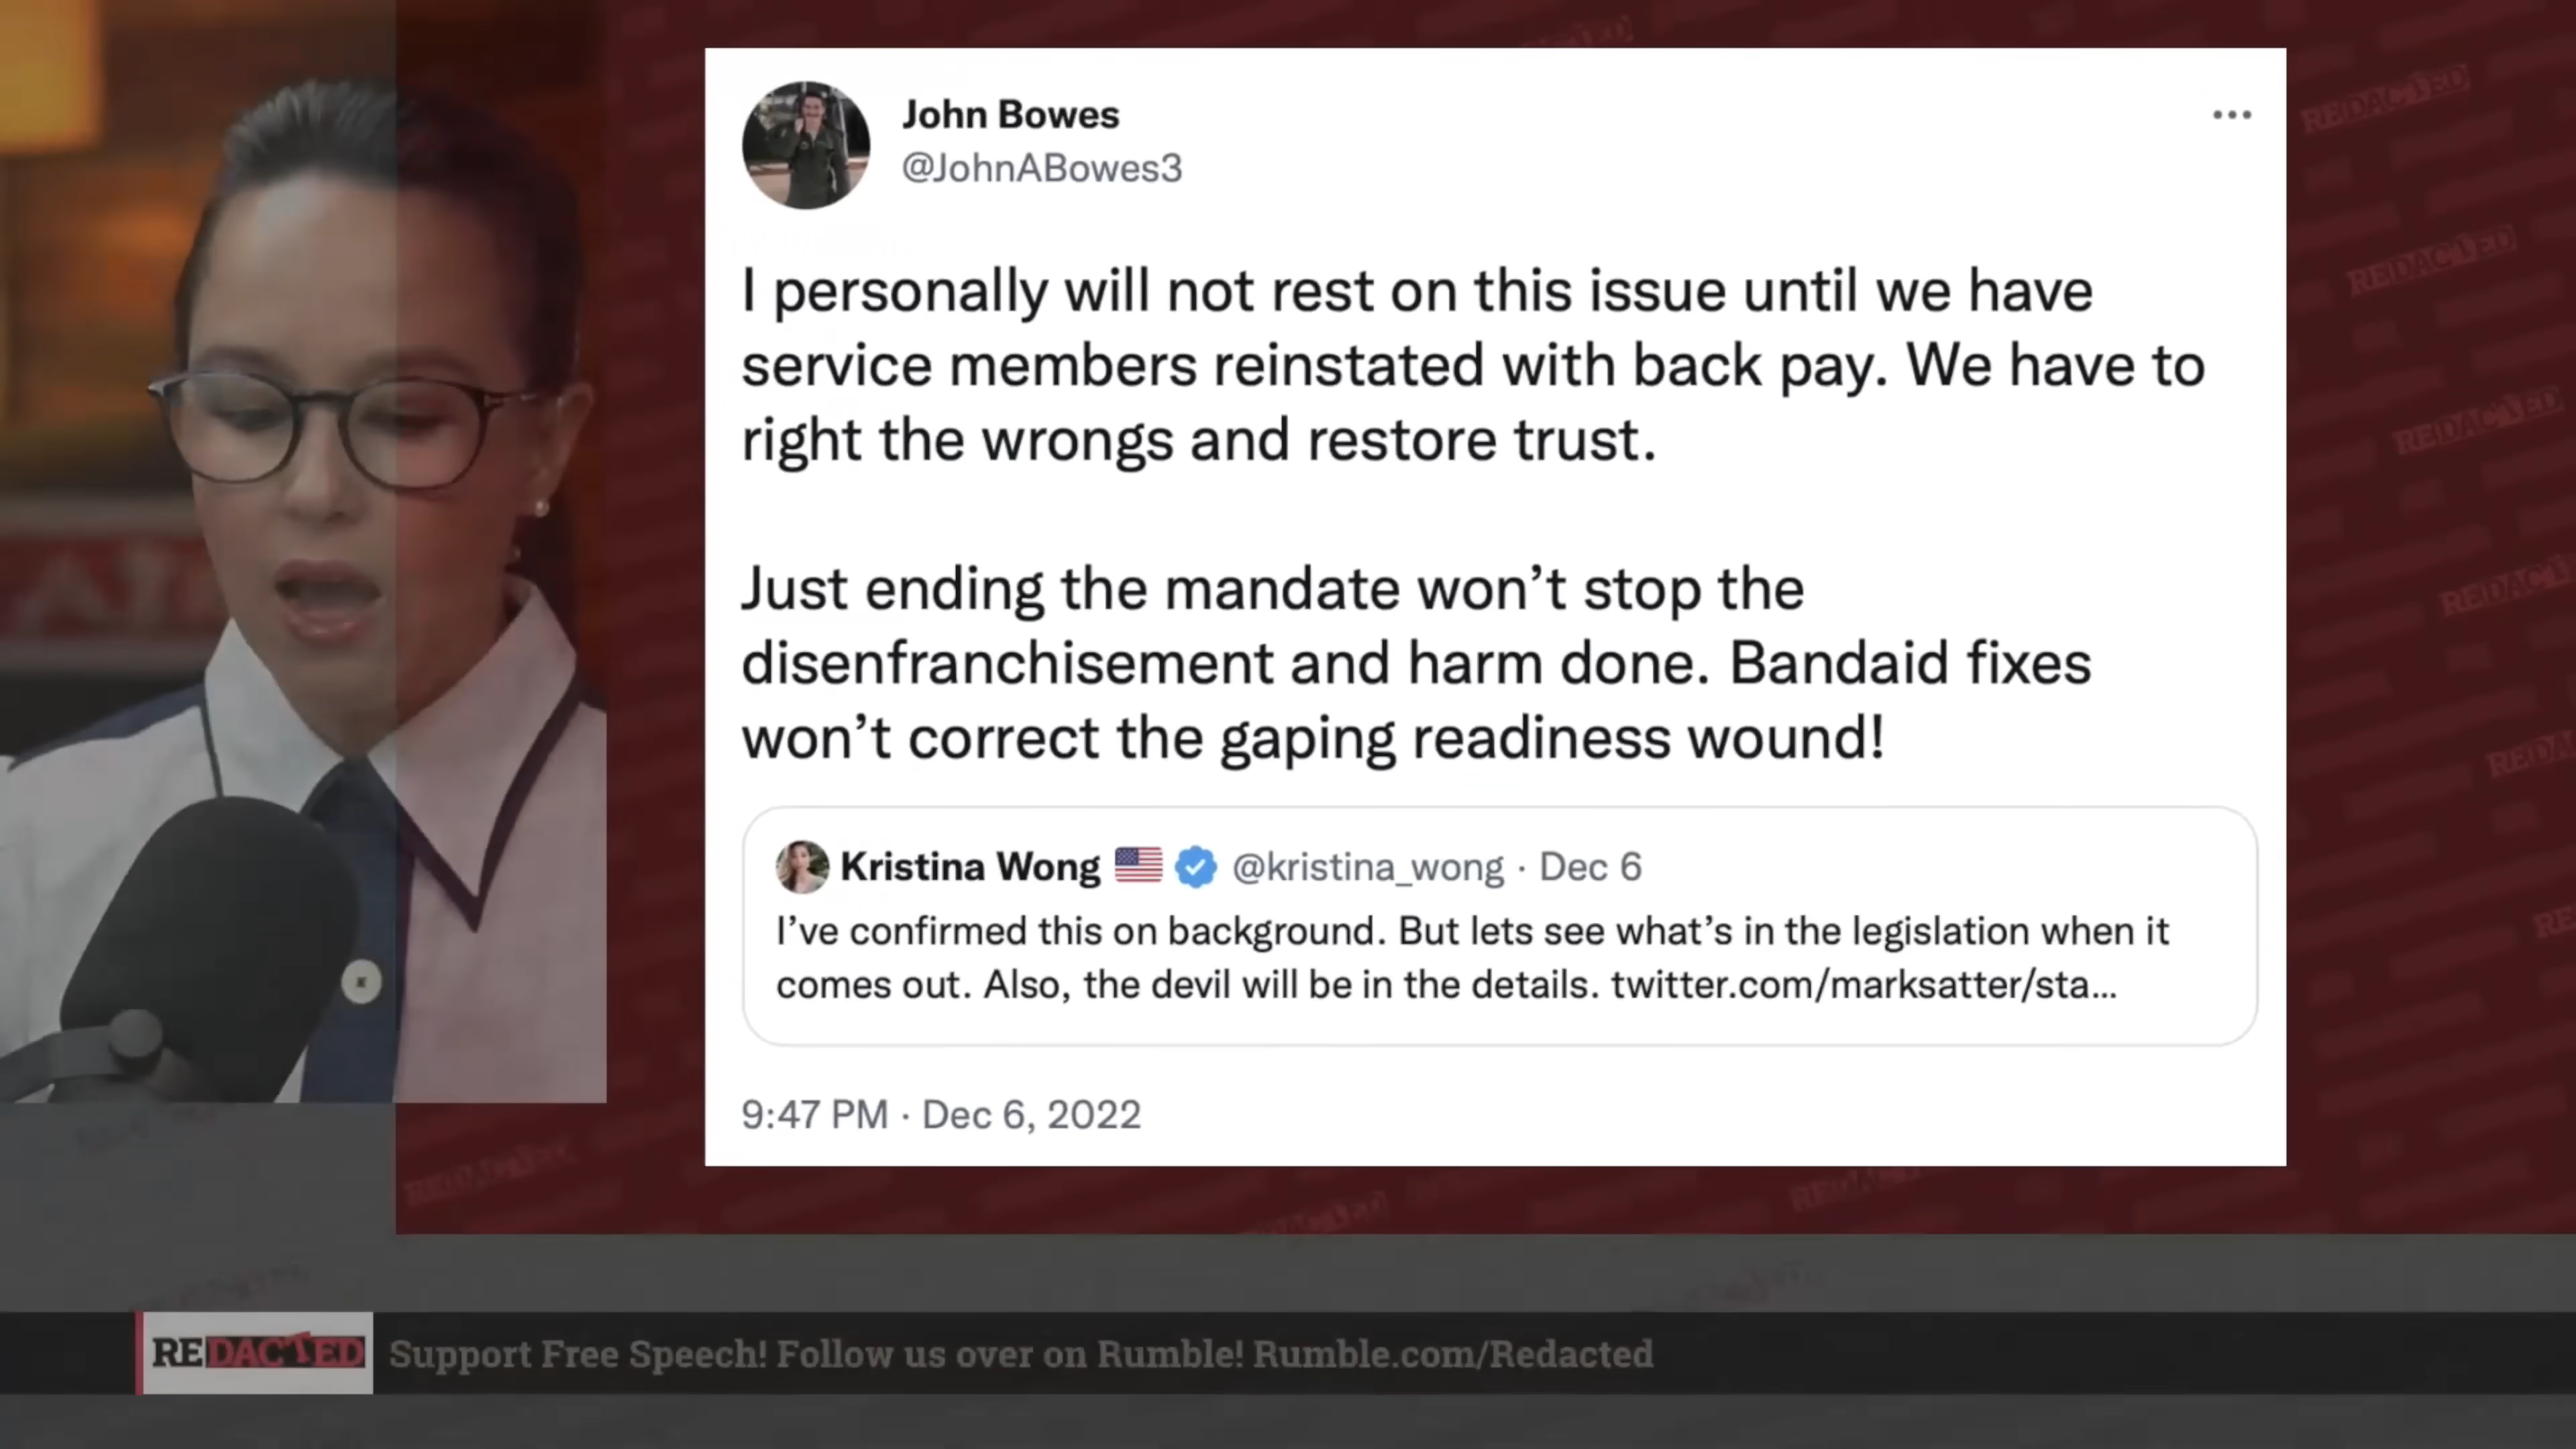 John Bowes
@JohnABowes3
I personally will not rest on this issue until we have
service members reinstated with back pay. We have to
right the wrongs and restore trust.
Just ending the mandate won’t stop the
disenfranchisement and harm done. Bandaid fixes
won’t correct the gaping readiness wound!
Kristina Wong @kristina_wong · Dec 6
I’ve confirmed this on background. But lets see what’s in the legislation when it
comes out. Also, the devil will be in the details. twitter.com/marksatter/sta...
9:47 PM · Dec 6, 2022
REDACTED
REDACTED
REDACTED
REDACTED
REDACTED Support Free Speech! Follow us over on Rumble! Rumble.com/Redacted